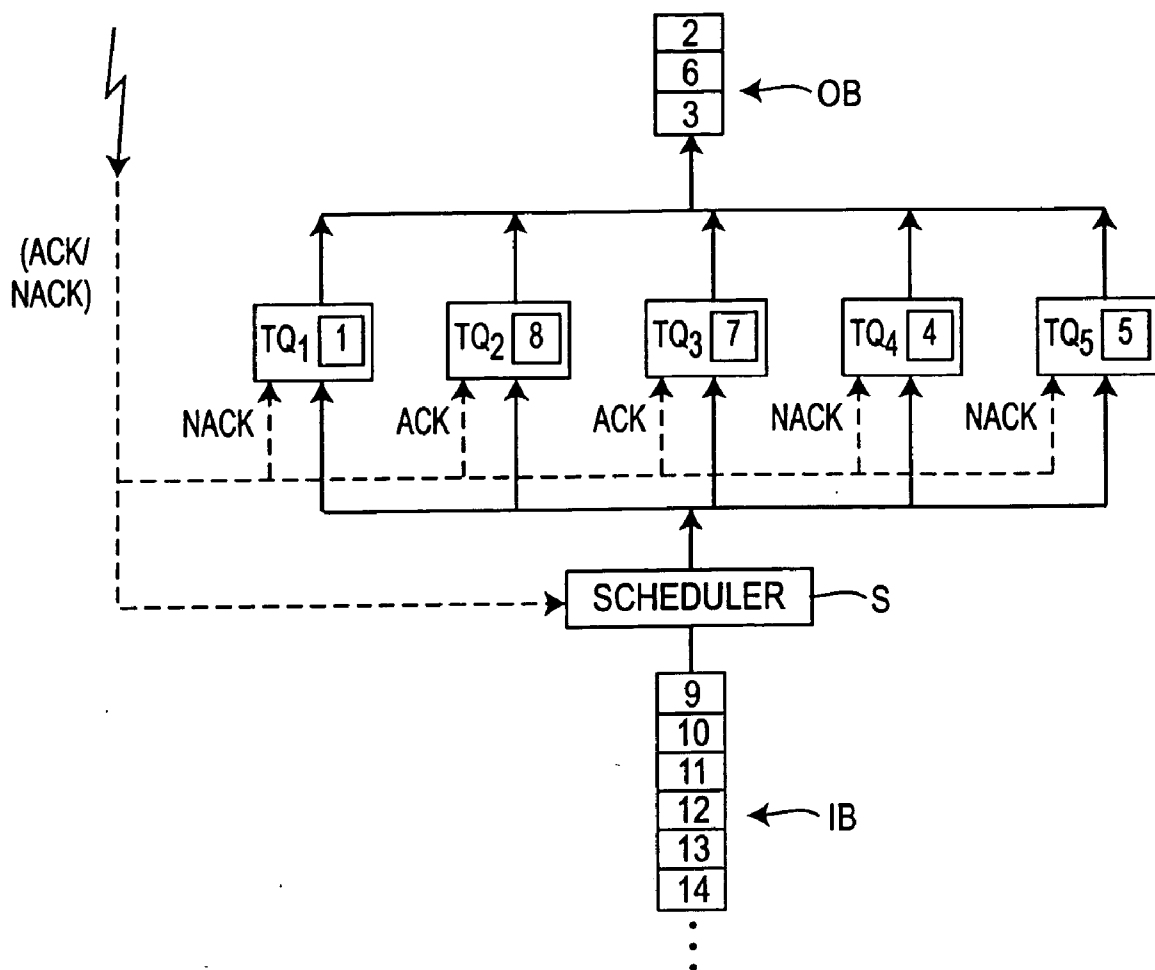 2
6
3
OB
(ACK/
NACK)
TQ1 1
TQ2 8
TQ3 7
TQ4 4
TQ5 5
NACK
ACK
ACK
NACK
NACK
SCHEDULER
S
9
10
11
12
13
14
IB